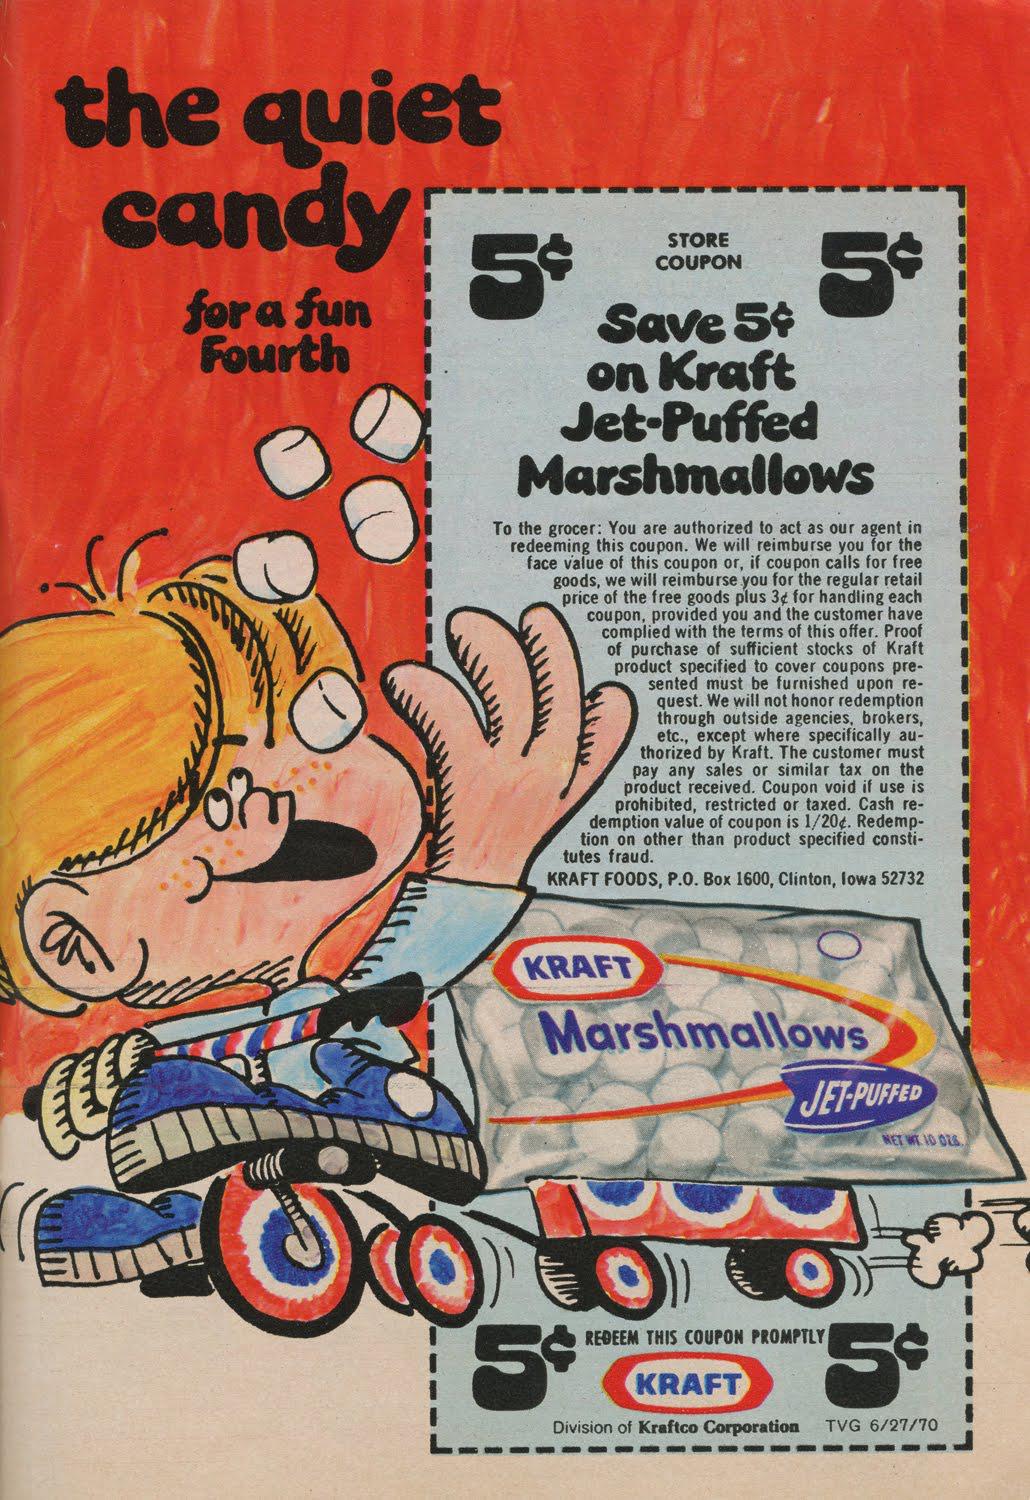 the quiet
candy
for a fun
Fourth
5¢
STORE
COUPON
5¢
Save 5¢
on Kraft
Jet-Puffed
Marshmallows
To the grocer: You are authorized to act as our agent in
redeeming this coupon. We will reimburse you for the
face value of this coupon or, if coupon calls for free
goods, we will reimburse you for the regular retail
price of the free goods plus 3¢ for handling each
coupon, provided you and the customer have
complied with the terms of this offer. Proof
of purchase of sufficient stocks of Kraft
product specified to cover coupons pre-
sented must be furnished upon re-
quest. We will not honor redemption
through outside agencies, brokers,
etc., except where specifically au-
thorized by Kraft. The customer must
pay any sales or similar tax on the
product received. Coupon void if use is
prohibited, restricted or taxed. Cash re-
demption value of coupon is 1/20¢. Redemp-
tion on other than product specified consti-
tutes fraud.
KRAFT FOODS, P.O. Box 1600, Clinton, Iowa 52732
KRAFT
Marshmallows
JET-PUFFED
NET WT. 10 OZS.
5¢
REDEEM THIS COUPON PROMPTLY
5¢
KRAFT
Division of Kraftco Corporation
TVG 6/27/70